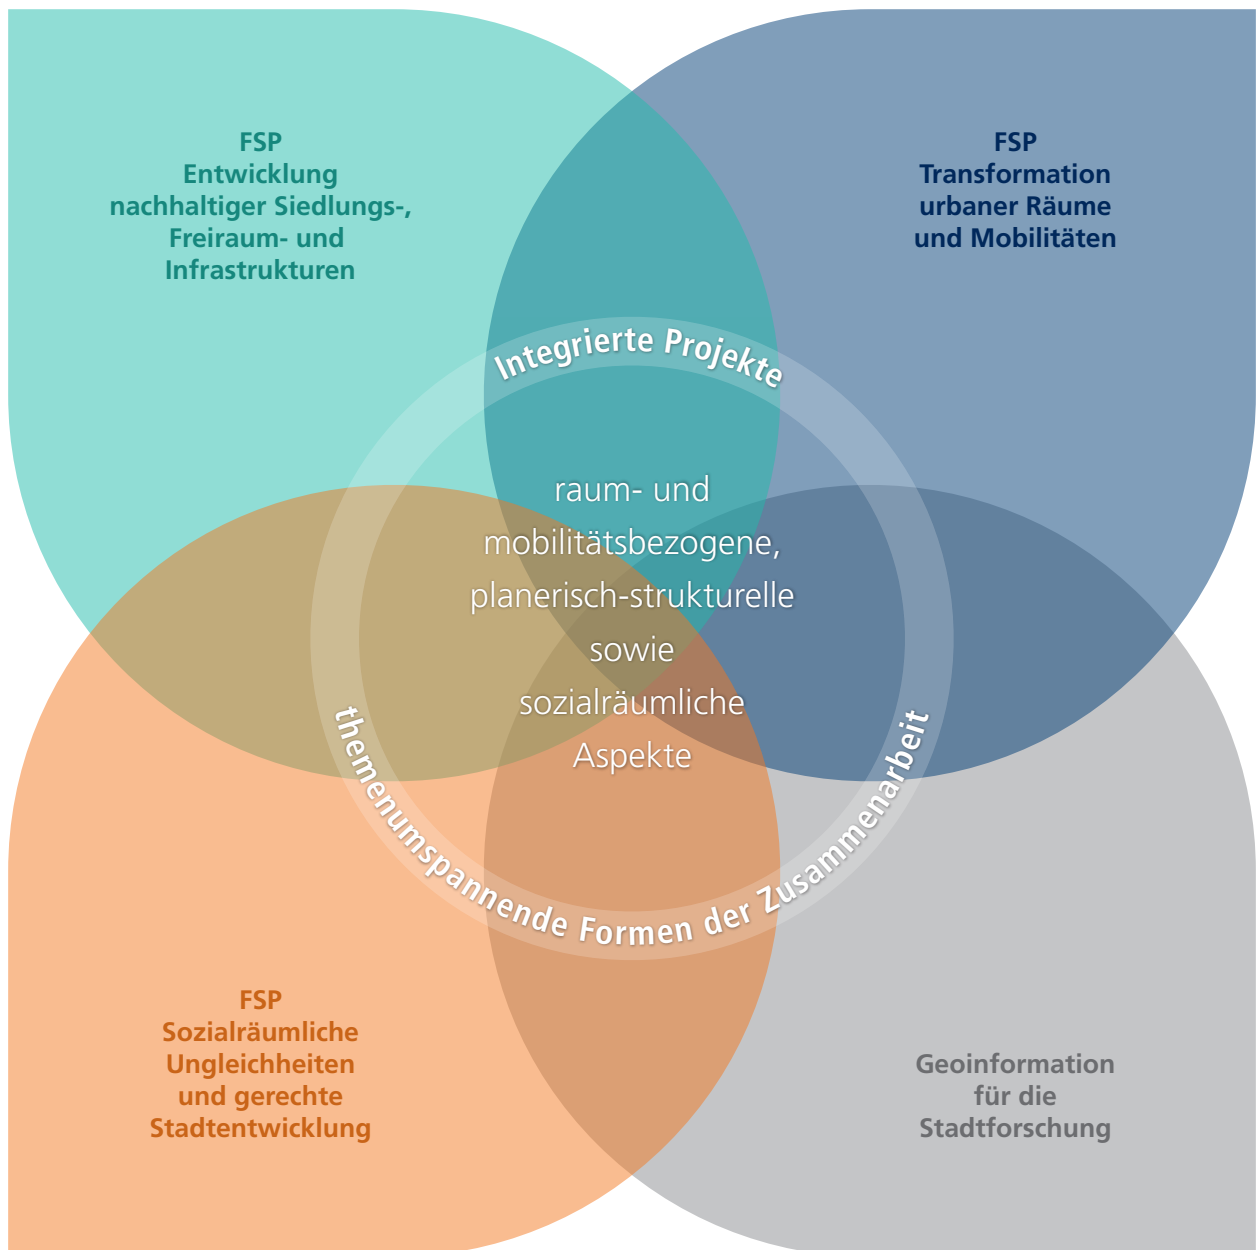 FSP
Entwicklung
nachhaltiger Siedlungs-,
Freiraum- und
Infrastrukturen
FSP
Transformation
urbaner Räume
und Mobilitäten
Integrierte Projekte
raum- und
mobilitätsbezogene,
planerisch-strukturelle
sowie
sozialräumliche
Aspekte
themenumspannende Formen der Zusammenarbeit
FSP
Sozialräumliche
Ungleichheiten
und gerechte
Stadtentwicklung
Geoinformation
für die
Stadtforschung